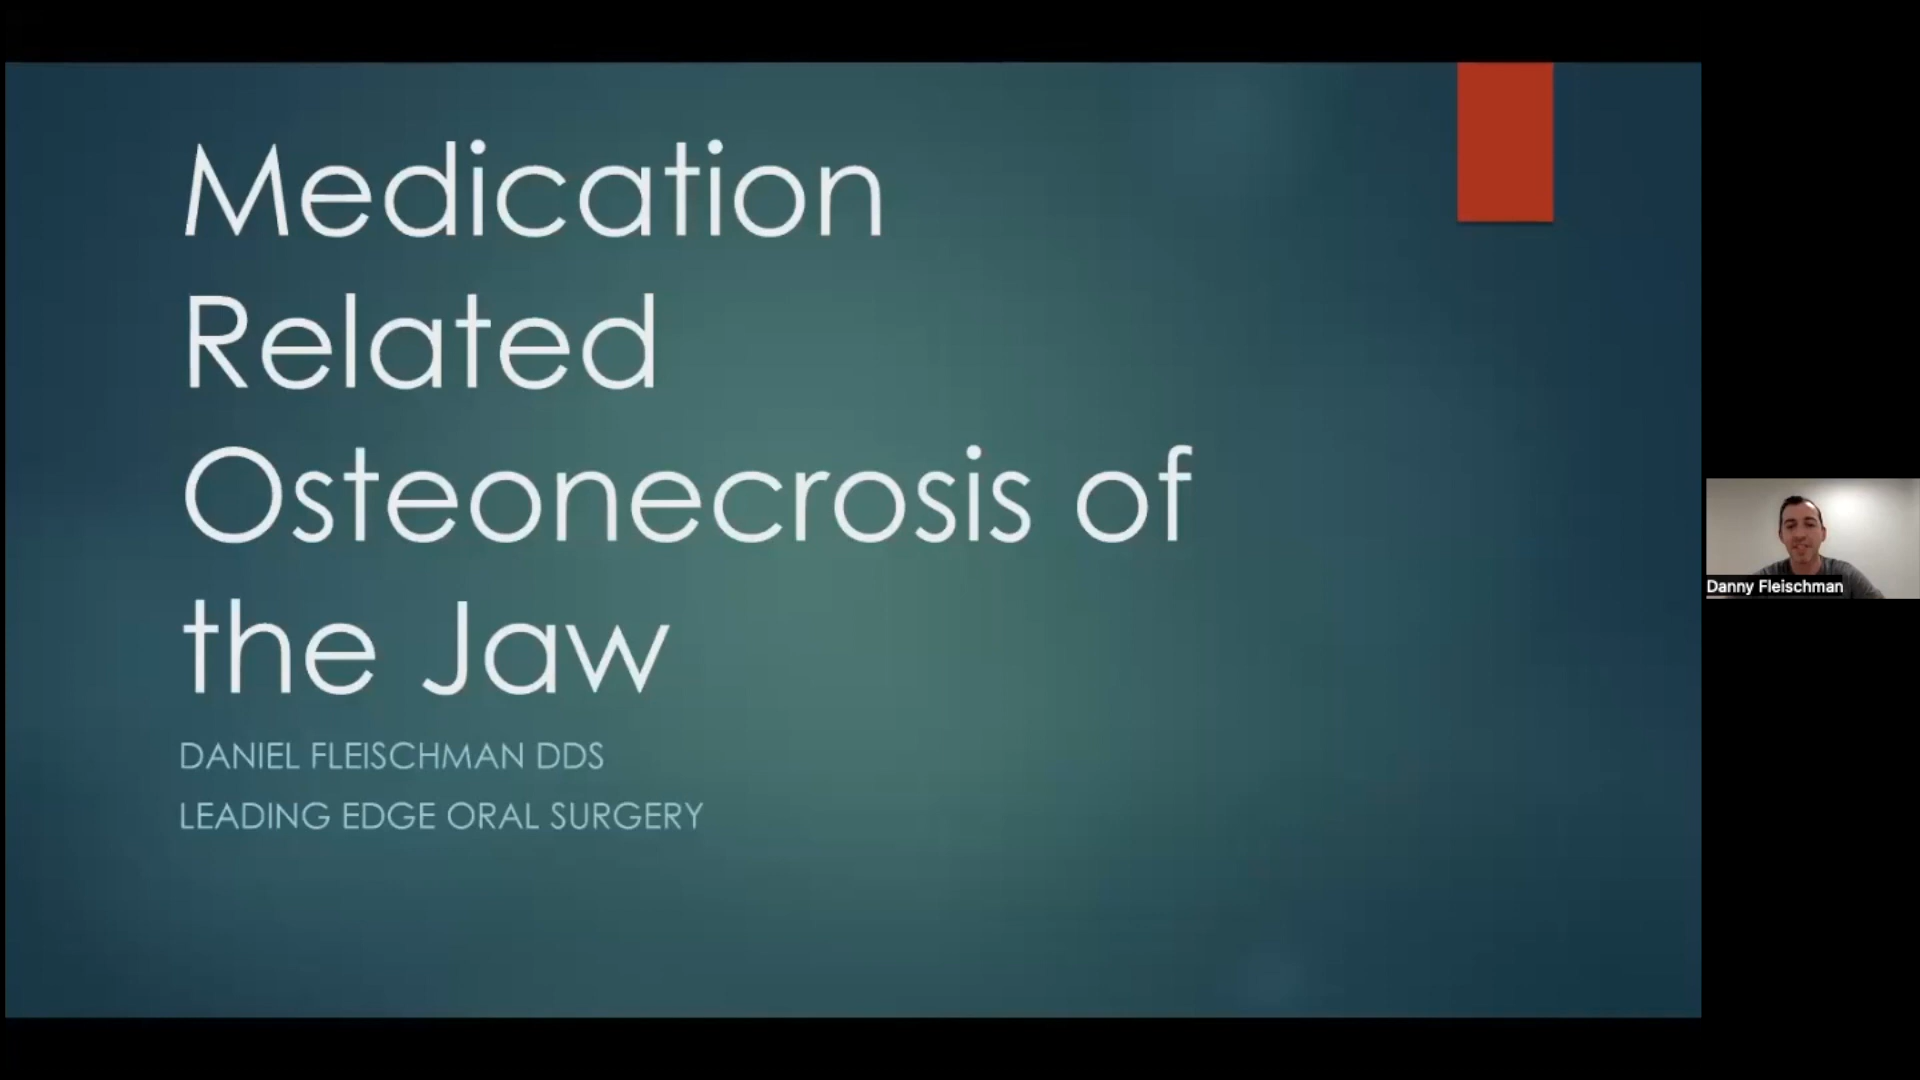 Medication
Related
Osteonecrosis of
the Jaw
DANIEL FLEISCHMAN DDS
LEADING EDGE ORAL SURGERY
Danny Fleischman